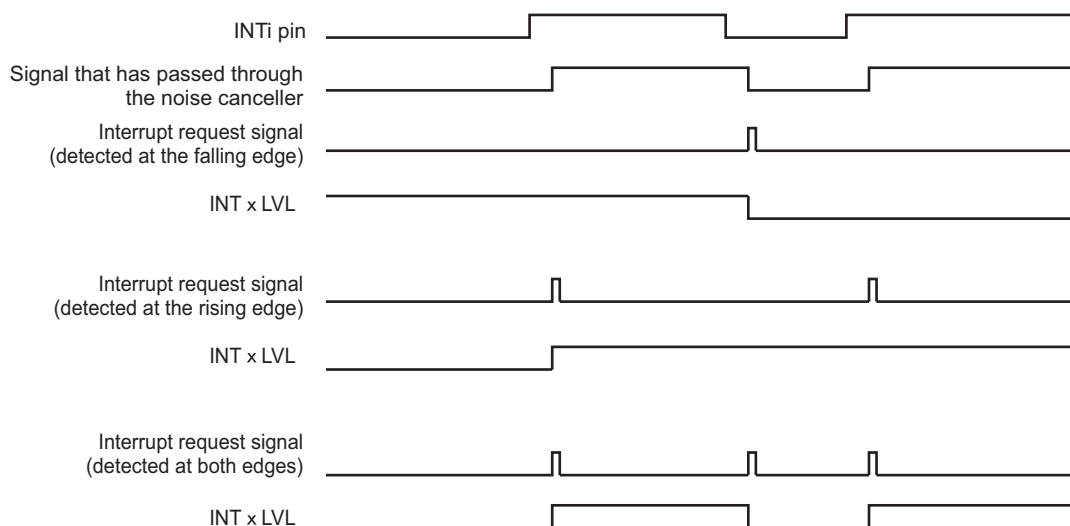 INTi pin
Signal that has passed through
the noise canceller
Interrupt request signal
(detected at the falling edge)
INT x LVL
Interrupt request signal
(detected at the rising edge)
INT x LVL
Interrupt request signal
(detected at both edges)
INT x LVL